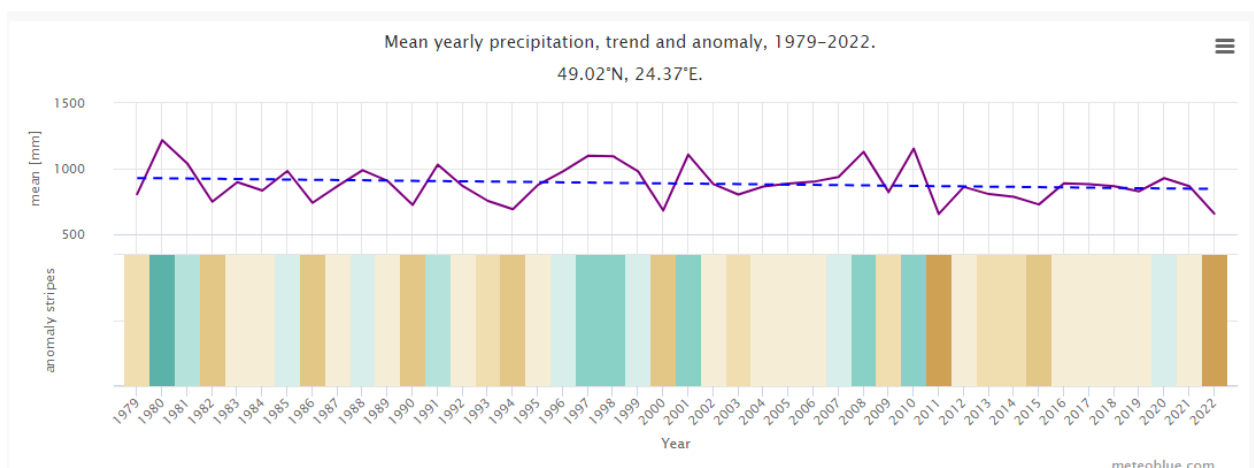 Mean yearly precipitation, trend and anomaly, 1979–2022.
49.02°N, 24.37°E.
1500
1000
500
mean [mm]
anomaly stripes
1979 1980 1981 1982 1983 1984 1985 1986 1987 1988 1989 1990 1991 1992 1993 1994 1995 1996 1997 1998 1999 2000 2001 2002 2003 2004 2005 2006 2007 2008 2009 2010 2011 2012 2013 2014 2015 2016 2017 2018 2019 2020 2021 2022
Year
meteoblue.com